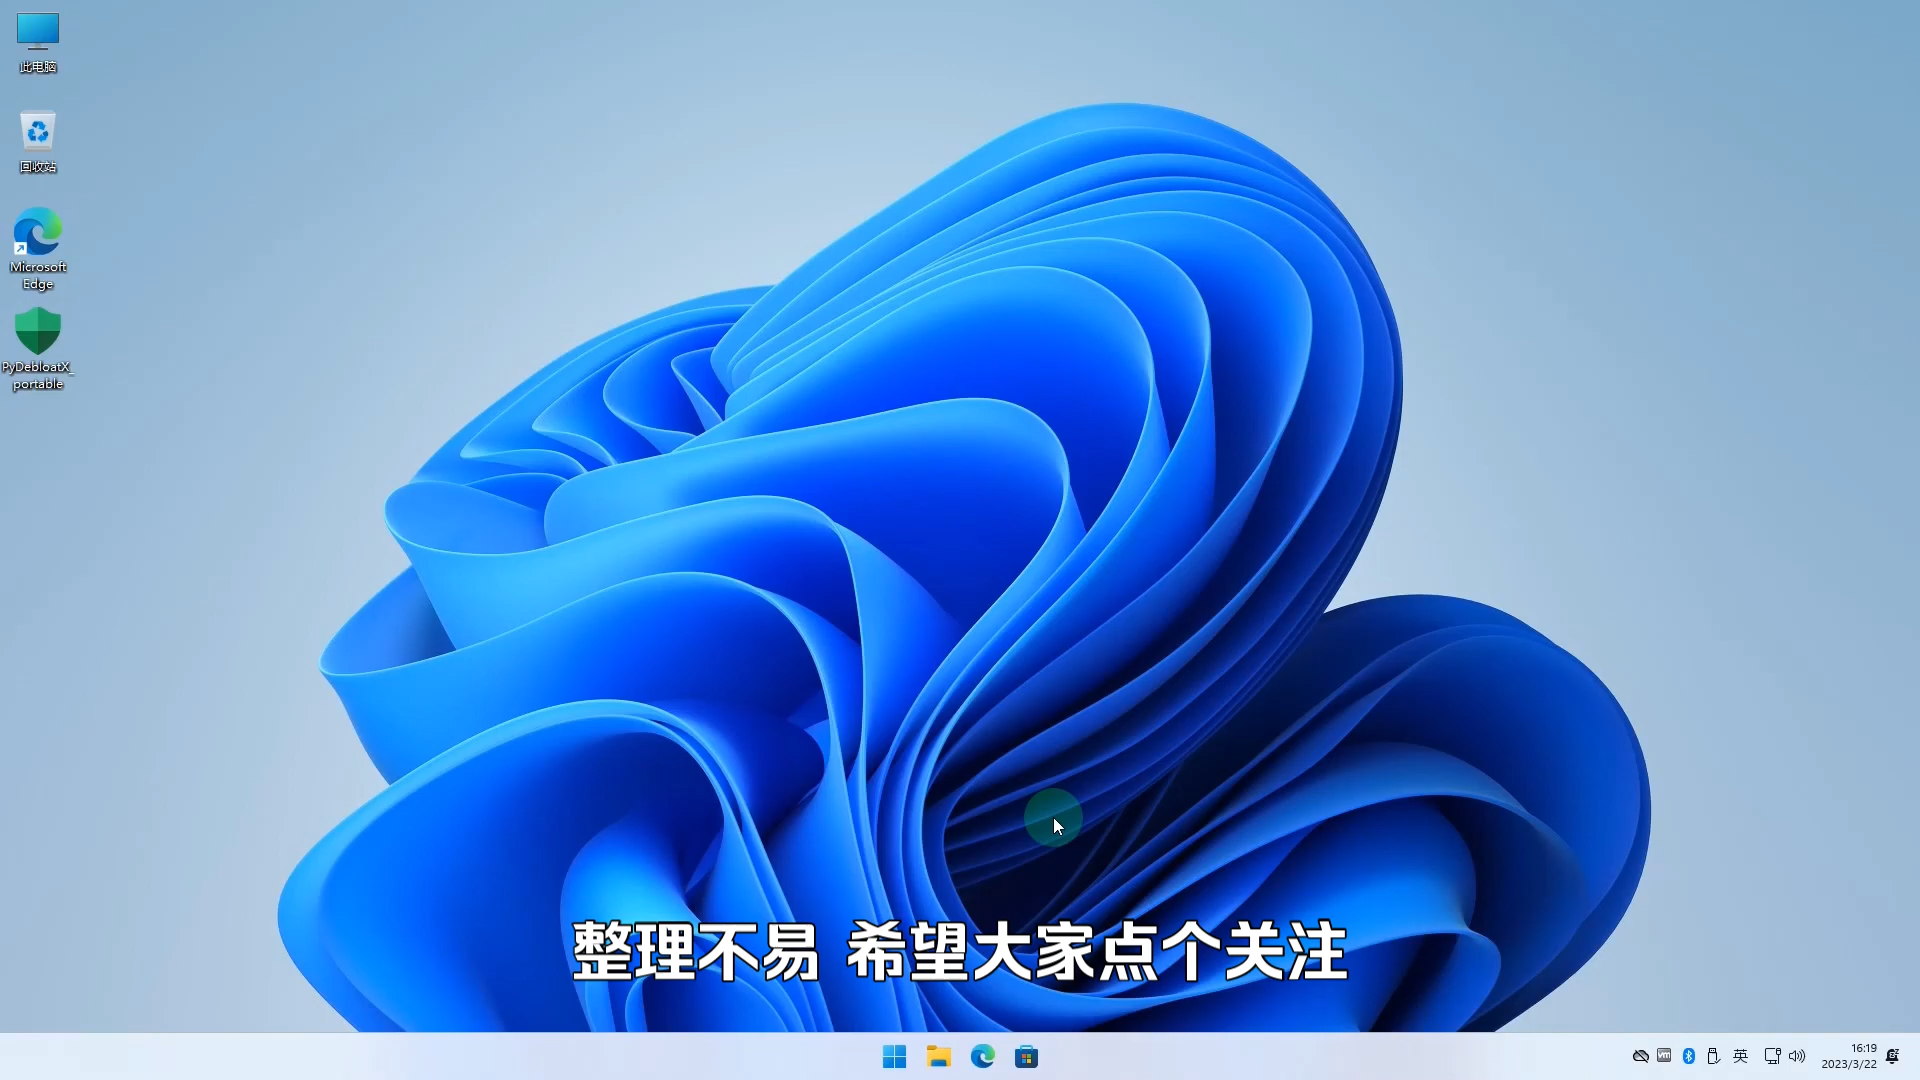 此电脑
回收站
Microsoft
Edge
PyDebloatX_
portable
整理不易 希望大家点个关注
vm
英
16:19
2023/3/22